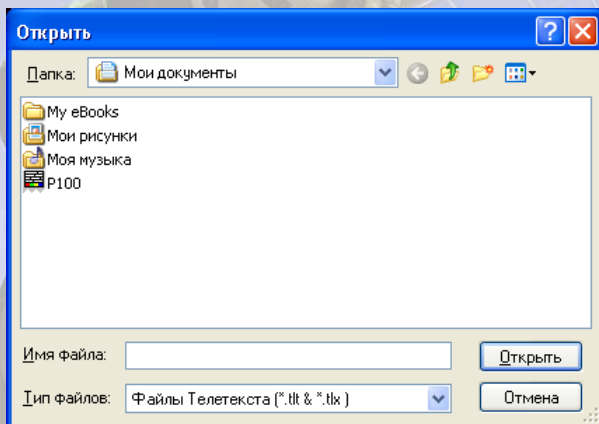 Открыть
Папка: Мои документы
My eBooks
Мои рисунки
Моя музыка
P100
Имя файла: Открыть
Тип файлов: Файлы Телетекста (*.tlt & *.tlx ) Отмена